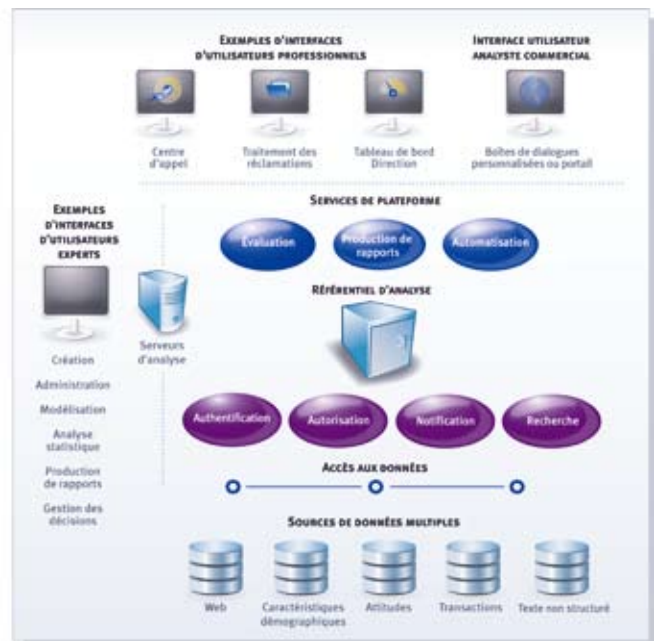 EXEMPLES D'INTERFACES
D'UTILISATEURS PROFESSIONNELS
INTERFACE UTILISATEUR
ANALYSTE COMMERCIAL
Centre
d'appel
Traitement des
réclamations
Tableau de bord
Direction
Boîtes de dialogues
personnalisées ou portail
EXEMPLES
D'INTERFACES
D'UTILISATEURS
EXPERTS
Création
Administration
Modélisation
Analyse
statistique
Production
de rapports
Gestion des
décisions
Serveurs
d'analyse
SERVICES DE PLATEFORME
Évaluation
Production de
rapports
Automatisation
RÉFÉRENTIEL D'ANALYSE
Authentification
Autorisation
Notification
Recherche
ACCÈS AUX DONNÉES
SOURCES DE DONNÉES MULTIPLES
Web
Caractéristiques
démographiques
Attitudes
Transactions
Texte non structuré